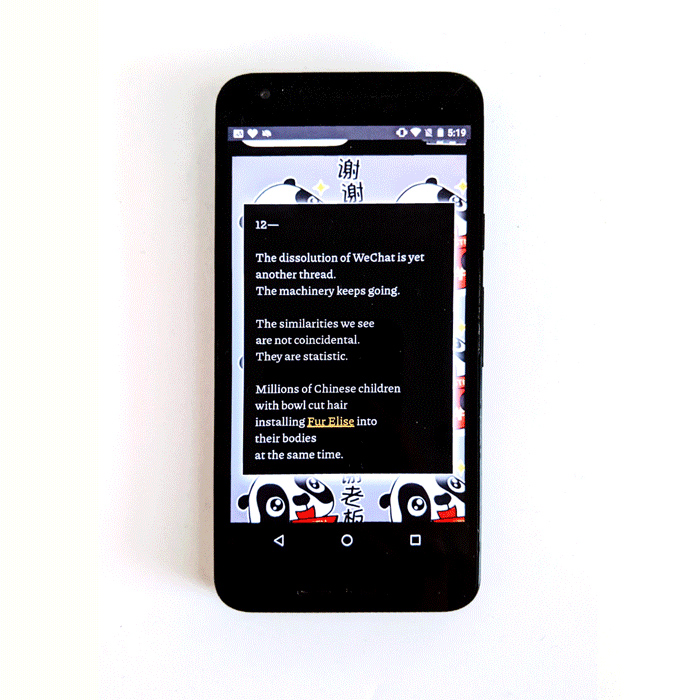 5:19
谢
谢
12—
The dissolution of WeChat is yet
another thread.
The machinery keeps going.
The similarities we see
are not coincidental.
They are statistic.
Millions of Chinese children
with bowl cut hair
installing Fur Elise into
their bodies
at the same time.
老
板